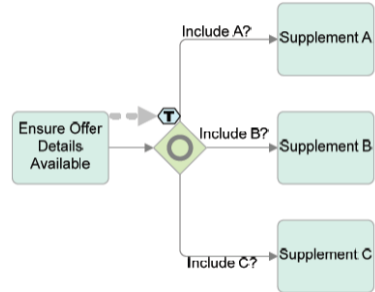 Include A?
Supplement A
T
Ensure Offer
Details
Available
Include B?
Supplement B
Include C?
Supplement C